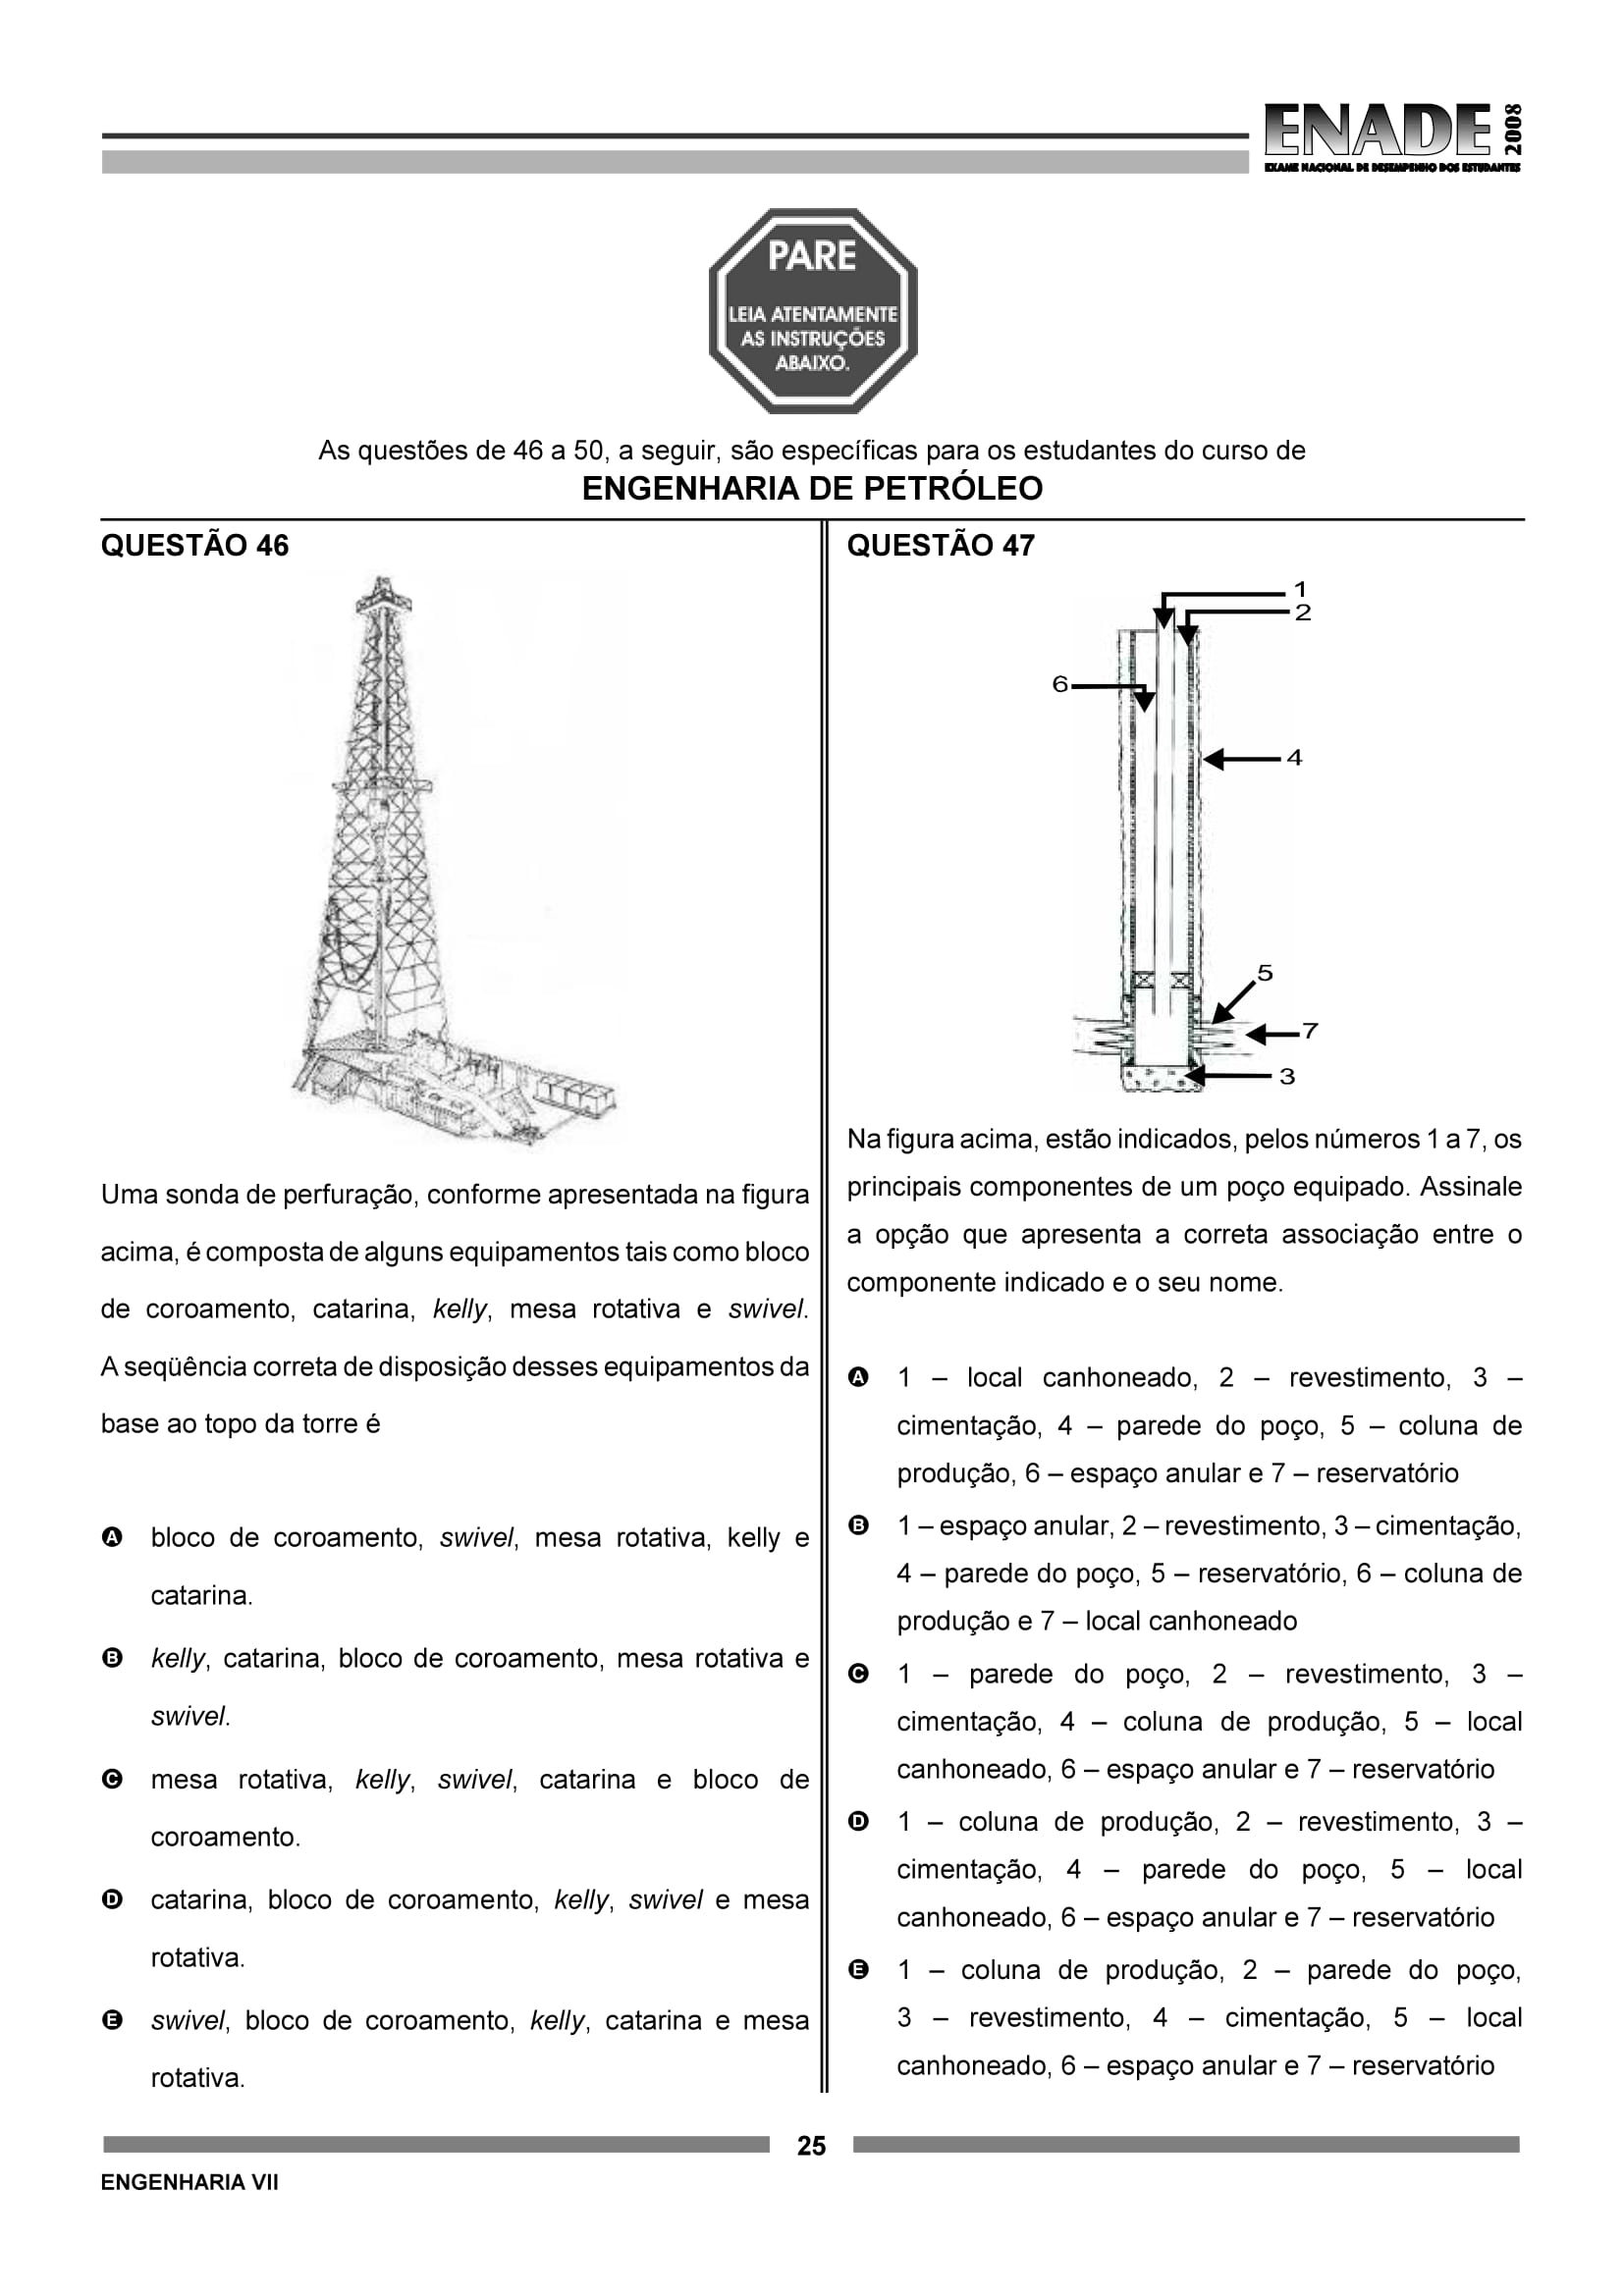 ENADE 2008
EXAME NACIONAL DE DESEMPENHO DOS ESTUDANTES
PARE
LEIA ATENTAMENTE
AS INSTRUÇÕES
ABAIXO.
As questões de 46 a 50, a seguir, são específicas para os estudantes do curso de
ENGENHARIA DE PETRÓLEO
QUESTÃO 46
Uma sonda de perfuração, conforme apresentada na figura
acima, é composta de alguns equipamentos tais como bloco
de coroamento, catarina, kelly, mesa rotativa e swivel.
A seqüência correta de disposição desses equipamentos da
base ao topo da torre é
A bloco de coroamento, swivel, mesa rotativa, kelly e
catarina.
B kelly, catarina, bloco de coroamento, mesa rotativa e
swivel.
C mesa rotativa, kelly, swivel, catarina e bloco de
coroamento.
D catarina, bloco de coroamento, kelly, swivel e mesa
rotativa.
E swivel, bloco de coroamento, kelly, catarina e mesa
rotativa.
QUESTÃO 47
1
2
6
4
5
7
3
Na figura acima, estão indicados, pelos números 1 a 7, os
principais componentes de um poço equipado. Assinale
a opção que apresenta a correta associação entre o
componente indicado e o seu nome.
A 1 – local canhoneado, 2 – revestimento, 3 –
cimentação, 4 – parede do poço, 5 – coluna de
produção, 6 – espaço anular e 7 – reservatório
B 1 – espaço anular, 2 – revestimento, 3 – cimentação,
4 – parede do poço, 5 – reservatório, 6 – coluna de
produção e 7 – local canhoneado
C 1 – parede do poço, 2 – revestimento, 3 –
cimentação, 4 – coluna de produção, 5 – local
canhoneado, 6 – espaço anular e 7 – reservatório
D 1 – coluna de produção, 2 – revestimento, 3 –
cimentação, 4 – parede do poço, 5 – local
canhoneado, 6 – espaço anular e 7 – reservatório
E 1 – coluna de produção, 2 – parede do poço,
3 – revestimento, 4 – cimentação, 5 – local
canhoneado, 6 – espaço anular e 7 – reservatório
25
ENGENHARIA VII